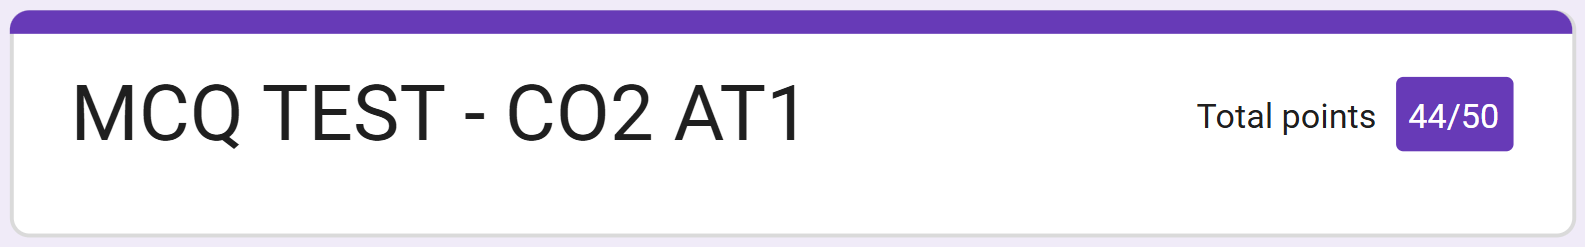 MCQ TEST - CO2 AT1
Total points 44/50